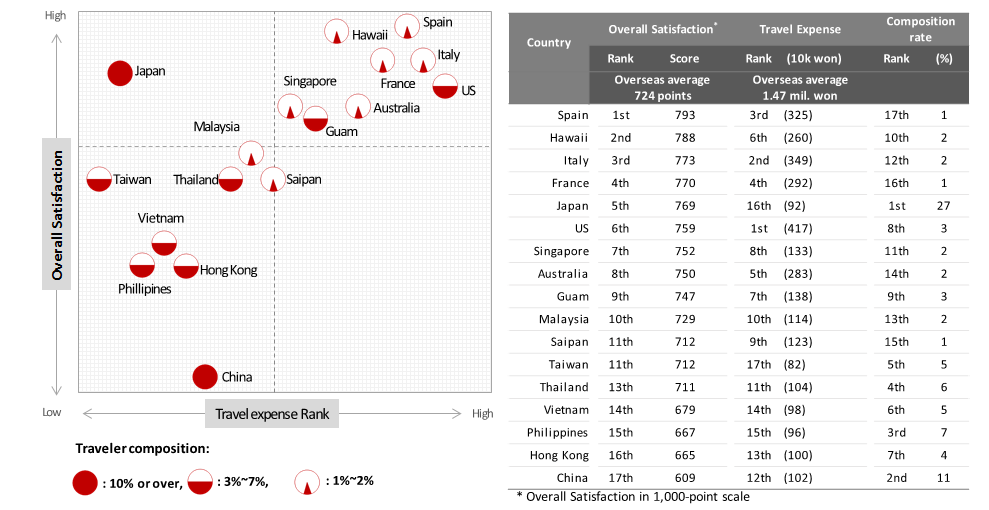 High
Overall Satisfaction
Low
Spain
Hawaii
Italy
France
Japan
US
Singapore
Australia
Guam
Malaysia
Taiwan
Thailand
Saipan
Vietnam
Hong Kong
Phillipines
China
Travel expense Rank
High
Traveler composition:
: 10% or over, : 3%~7%, : 1%~2%
Country Overall Satisfaction* Travel Expense Composition rate
Rank Score Rank (10k won) Rank (%)
Overseas average 724 points Overseas average 1.47 mil. won
Spain 1st 793 3rd (325) 17th 1
Hawaii 2nd 788 6th (260) 10th 2
Italy 3rd 773 2nd (349) 12th 2
France 4th 770 4th (292) 16th 1
Japan 5th 769 16th (92) 1st 27
US 6th 759 1st (417) 8th 3
Singapore 7th 752 8th (133) 11th 2
Australia 8th 750 5th (283) 14th 2
Guam 9th 747 7th (138) 9th 3
Malaysia 10th 729 10th (114) 13th 2
Saipan 11th 712 9th (123) 15th 1
Taiwan 11th 712 17th (82) 5th 5
Thailand 13th 711 11th (104) 4th 6
Vietnam 14th 679 14th (98) 6th 5
Philippines 15th 667 15th (96) 3rd 7
Hong Kong 16th 665 13th (100) 7th 4
China 17th 609 12th (102) 2nd 11
* Overall Satisfaction in 1,000-point scale